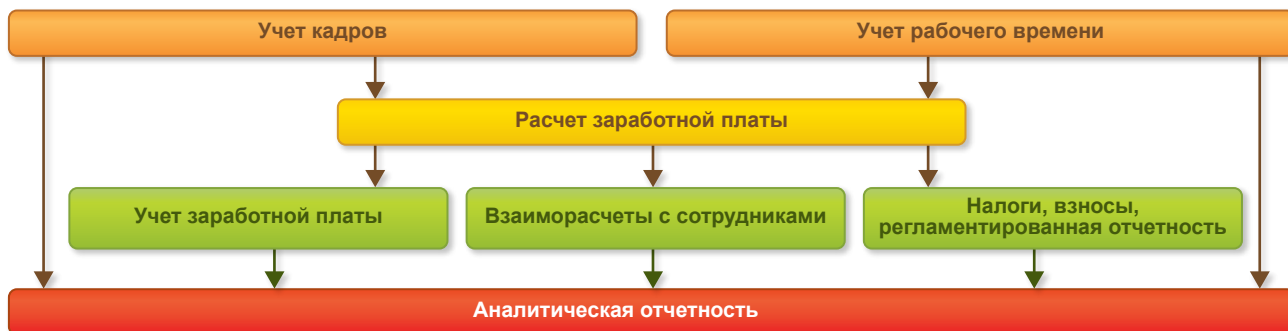 Учет кадров
Учет рабочего времени
Расчет заработной платы
Учет заработной платы
Взаиморасчеты с сотрудниками
Налоги, взносы,
регламентированная отчетность
Аналитическая отчетность